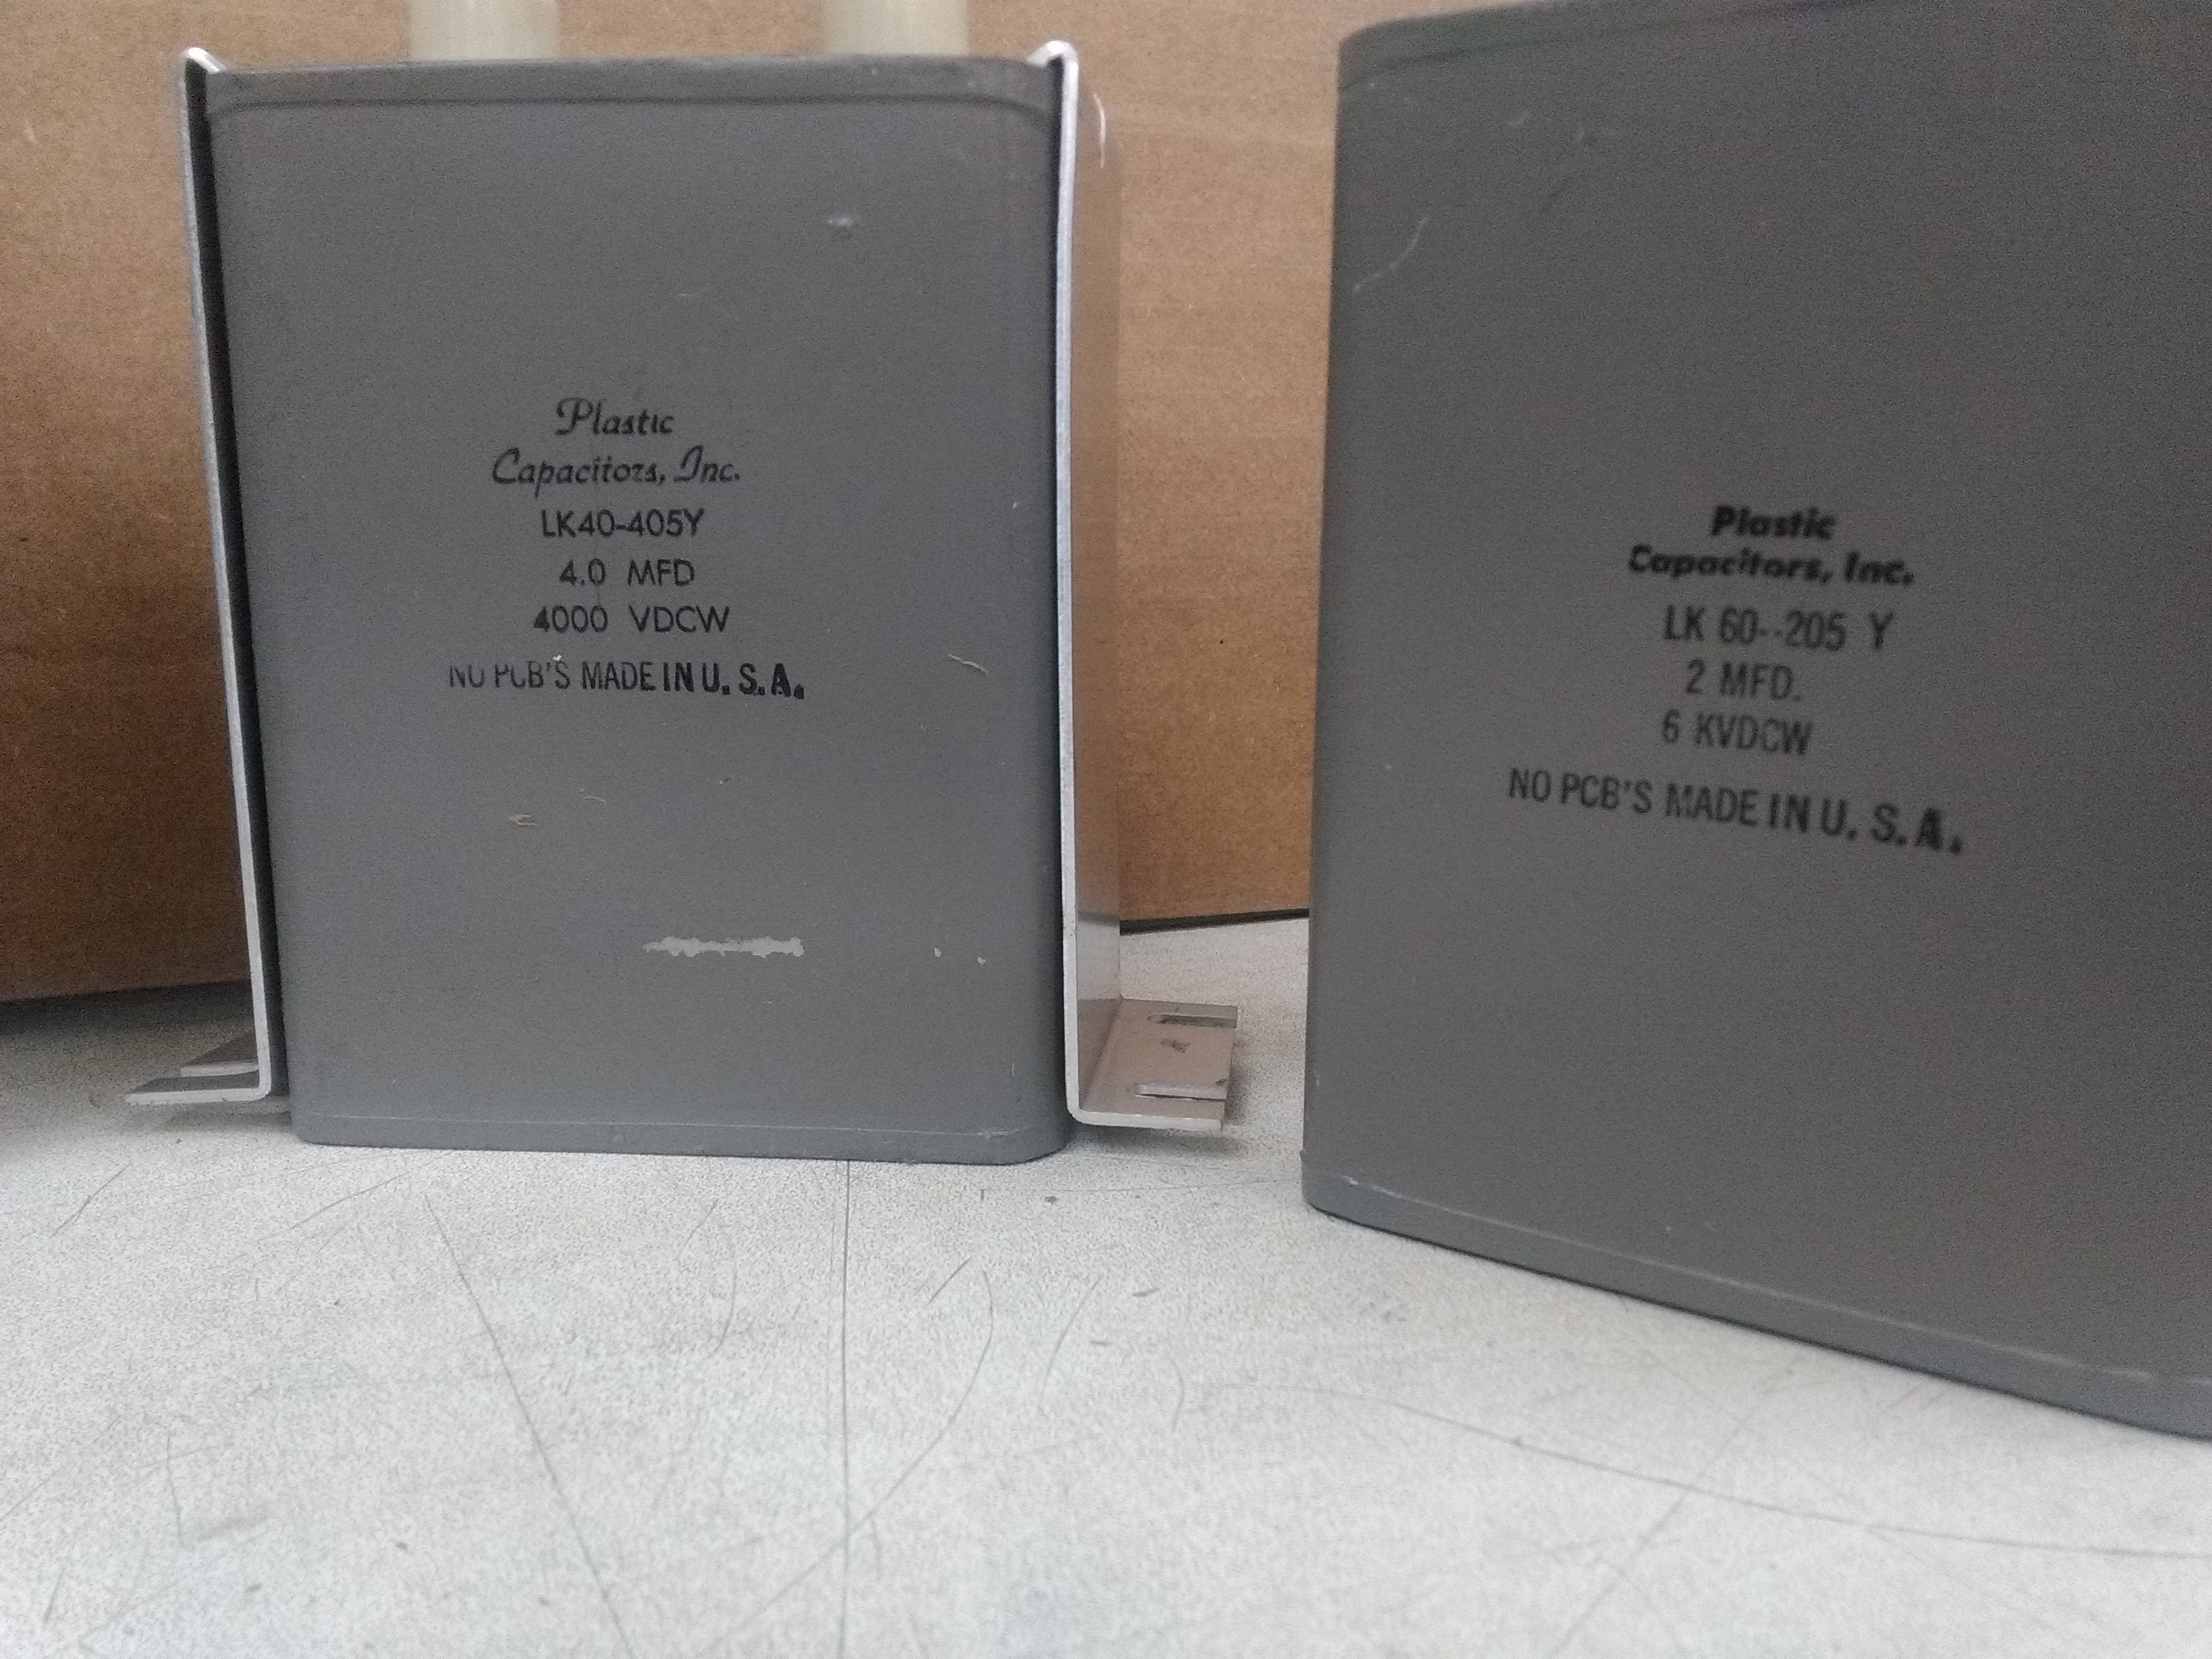 Plastic
Capacitors, Inc.
LK40-405Y
4.0 MFD
4000 VDCW
NO PCB'S MADE IN U.S.A.
Plastic
Capacitors, Inc.
LK 60--205 Y
2 MFD.
6 KVDCW
NO PCB'S MADE IN U.S.A.